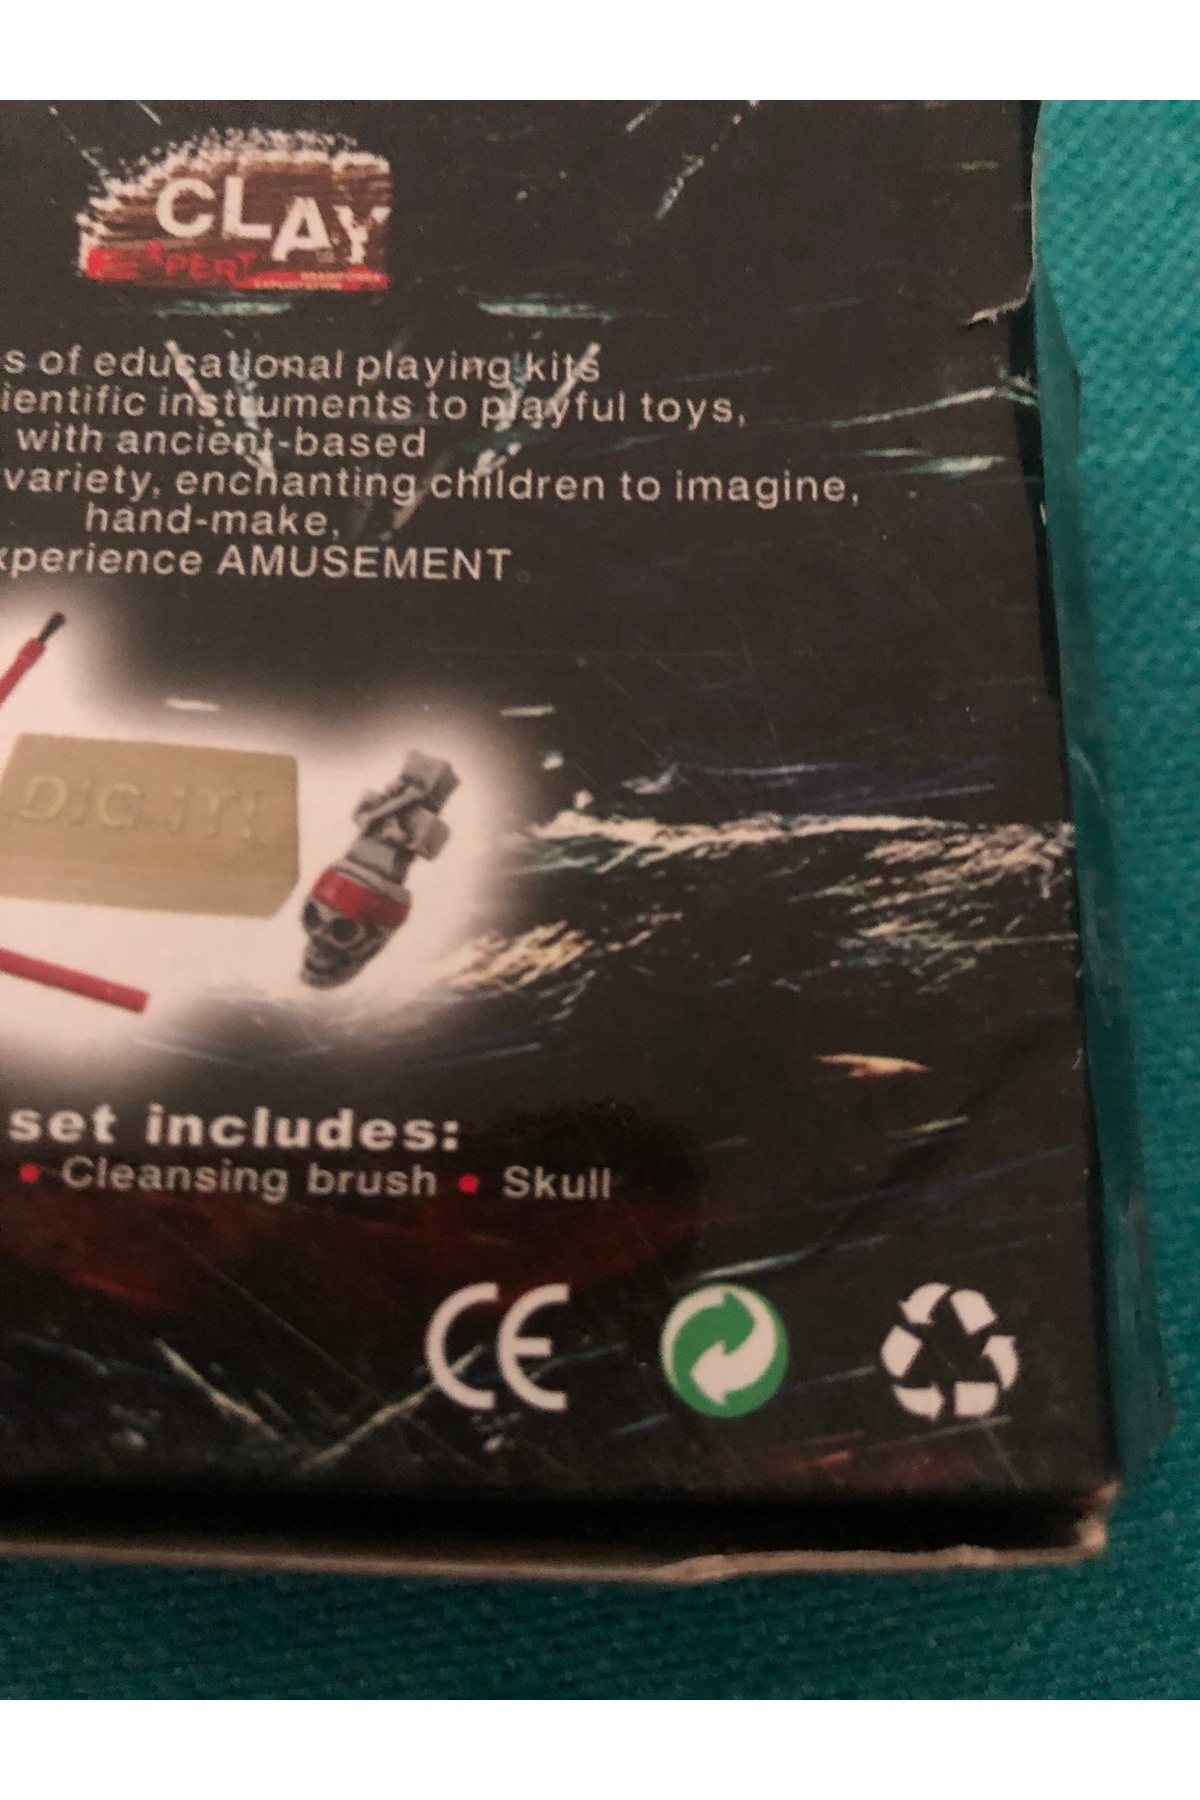 CLAY
EXPERT
s of educational playing kits
ientific instruments to playful toys,
with ancient-based
variety, enchanting children to imagine,
hand-make,
xperience AMUSEMENT
DIG IT!
set includes:
• Cleansing brush • Skull
CE